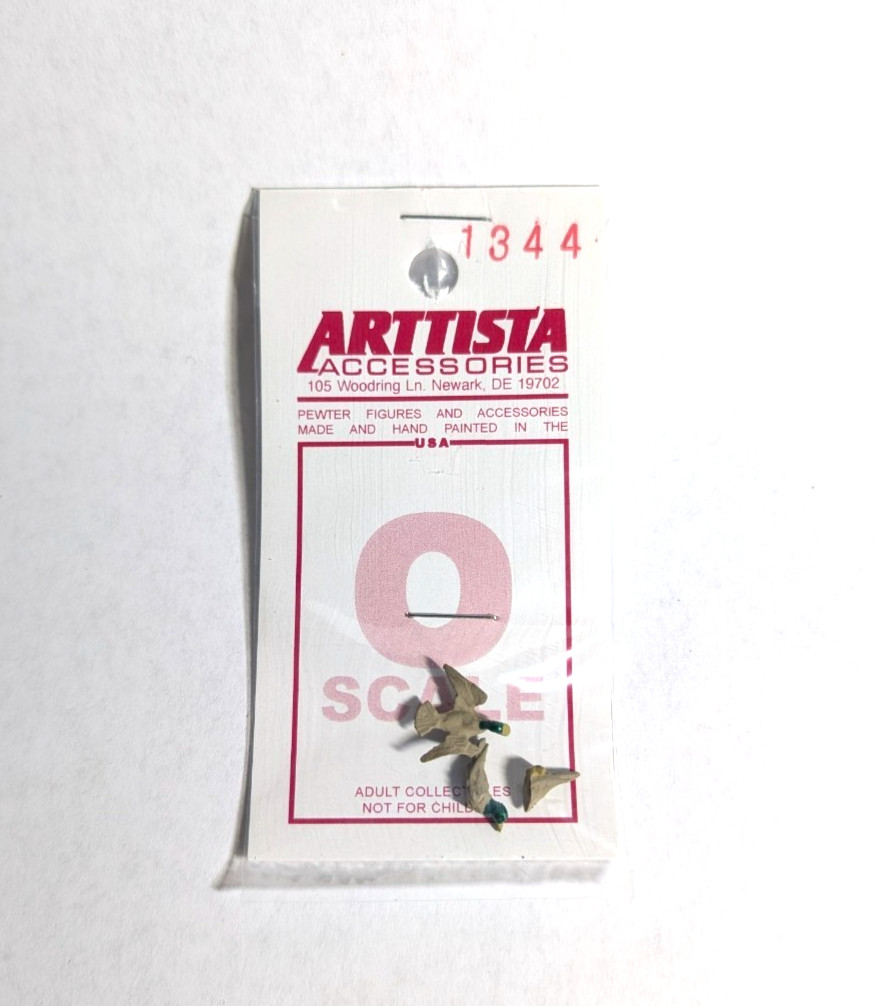 1344
ARTTISTA
ACCESSORIES
105 Woodring Ln. Newark, DE 19702
PEWTER FIGURES AND ACCESSORIES
MADE AND HAND PAINTED IN THE
USA
O
SCALE
ADULT
NOT FOR